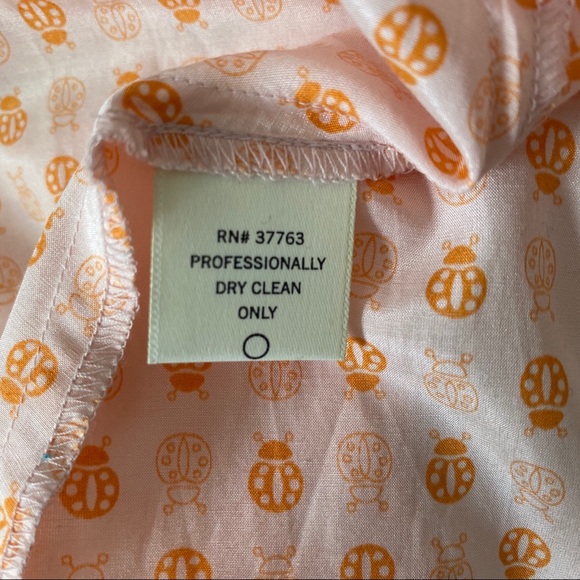 RN# 37763
PROFESSIONALLY
DRY CLEAN
ONLY